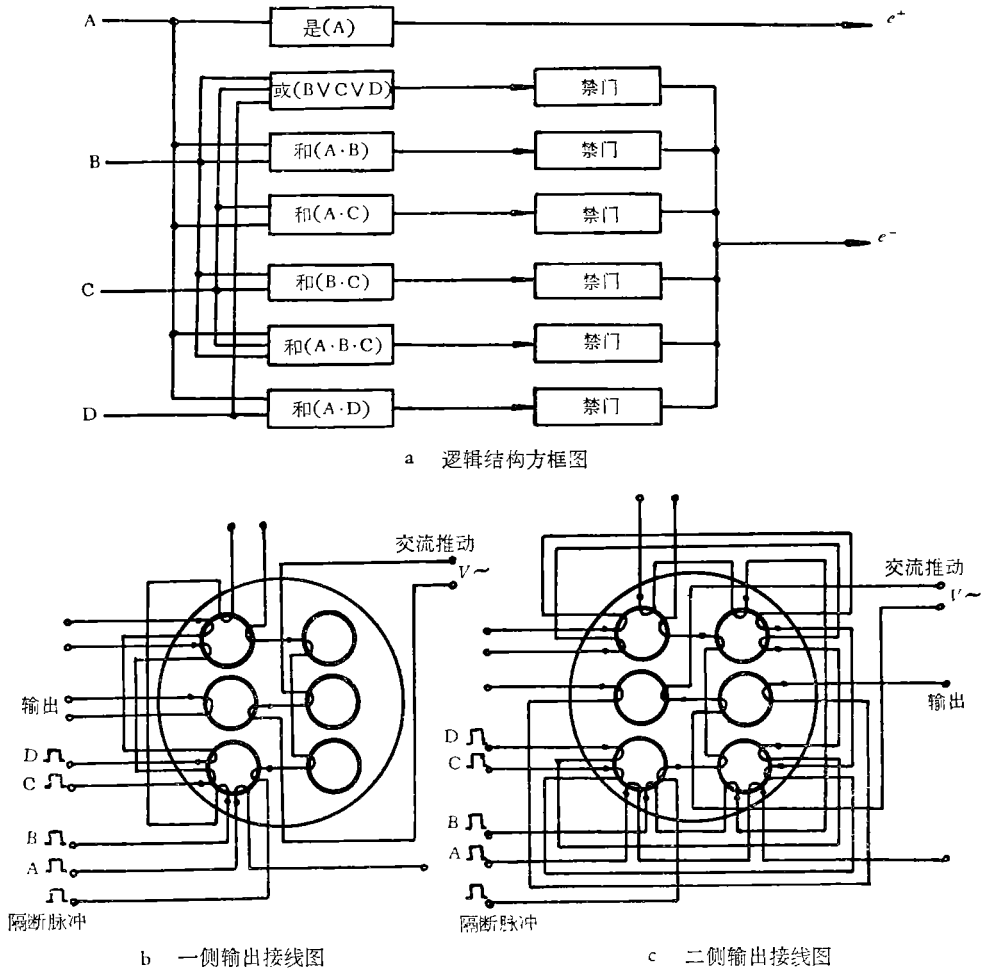 A
是(A)
e⁺
或(B∨C∨D)
禁门
B
和(A·B)
禁门
和(A·C)
禁门
e⁻
C
和(B·C)
禁门
和(A·B·C)
禁门
D
和(A·D)
禁门
a 逻辑结构方框图
交流推动
V~
输出
D
C
B
A
隔断脉冲
b 一侧输出接线图
交流推动
V~
输出
D
C
B
A
隔断脉冲
c 二侧输出接线图